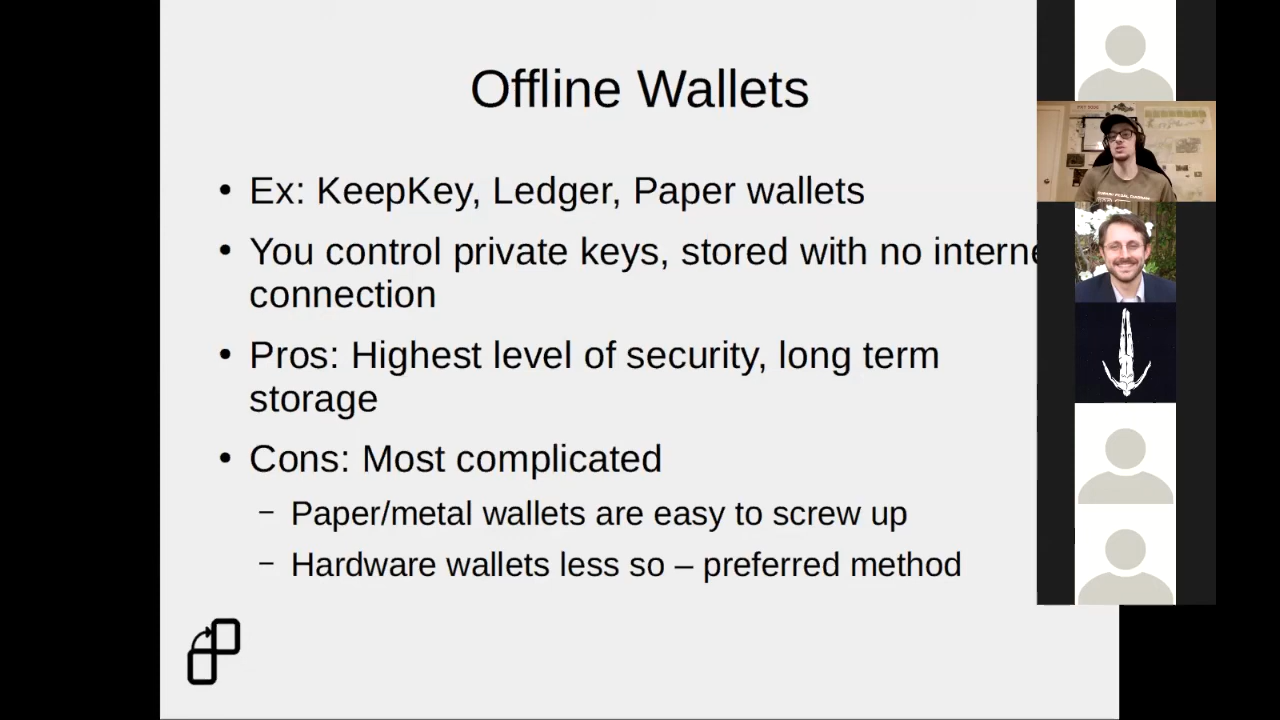 Offline Wallets
• Ex: KeepKey, Ledger, Paper wallets
• You control private keys, stored with no interne
connection
• Pros: Highest level of security, long term
storage
• Cons: Most complicated
– Paper/metal wallets are easy to screw up
– Hardware wallets less so – preferred method